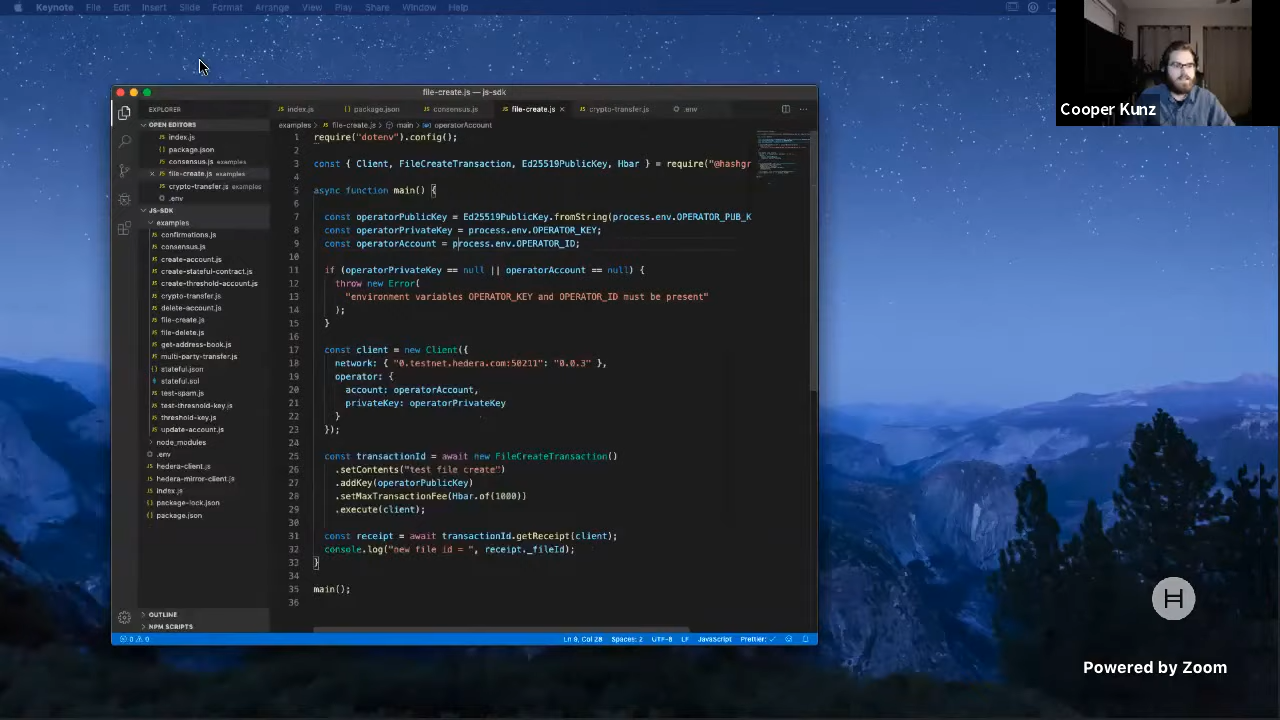 Keynote File Edit Insert Slide Format Arrange View Play Share Window Help
Cooper Kunz
file-create.js — js-sdk
EXPLORER
index.js package.json consensus.js file-create.js crypto-transfer.js .env
OPEN EDITORS
index.js
package.json
consensus.js examples
file-create.js examples
crypto-transfer.js examples
.env
JS-SDK
examples
confirmations.js
consensus.js
create-account.js
create-stateful-contract.js
create-threshold-account.js
crypto-transfer.js
delete-account.js
file-create.js
file-delete.js
get-address-book.js
multi-party-transfer.js
stateful.json
stateful.sol
test-spam.js
test-threshold-key.js
threshold-key.js
update-account.js
node_modules
.env
hedera-client.js
hedera-mirror-client.js
index.js
package-lock.json
package.json
OUTLINE
NPM SCRIPTS
examples > file-create.js > main > operatorAccount
1 require("dotenv").config();
2
3 const { Client, FileCreateTransaction, Ed25519PublicKey, Hbar } = require("@hashgr
4
5 async function main() {
6
7 const operatorPublicKey = Ed25519PublicKey.fromString(process.env.OPERATOR_PUB_K
8 const operatorPrivateKey = process.env.OPERATOR_KEY;
9 const operatorAccount = process.env.OPERATOR_ID;
10
11 if (operatorPrivateKey == null || operatorAccount == null) {
12 throw new Error(
13 "environment variables OPERATOR_KEY and OPERATOR_ID must be present"
14 );
15 }
16
17 const client = new Client({
18 network: { "0.testnet.hedera.com:50211": "0.0.3" },
19 operator: {
20 account: operatorAccount,
21 privateKey: operatorPrivateKey
22 }
23 });
24
25 const transactionId = await new FileCreateTransaction()
26 .setContents("test file create")
27 .addKey(operatorPublicKey)
28 .setMaxTransactionFee(Hbar.of(1000))
29 .execute(client);
30
31 const receipt = await transactionId.getReceipt(client);
32 console.log("new file id = ", receipt._fileId);
33 }
34
35 main();
36
0 0 Ln 9, Col 28 Spaces: 2 UTF-8 LF JavaScript Prettier: ✓
H
Powered by Zoom